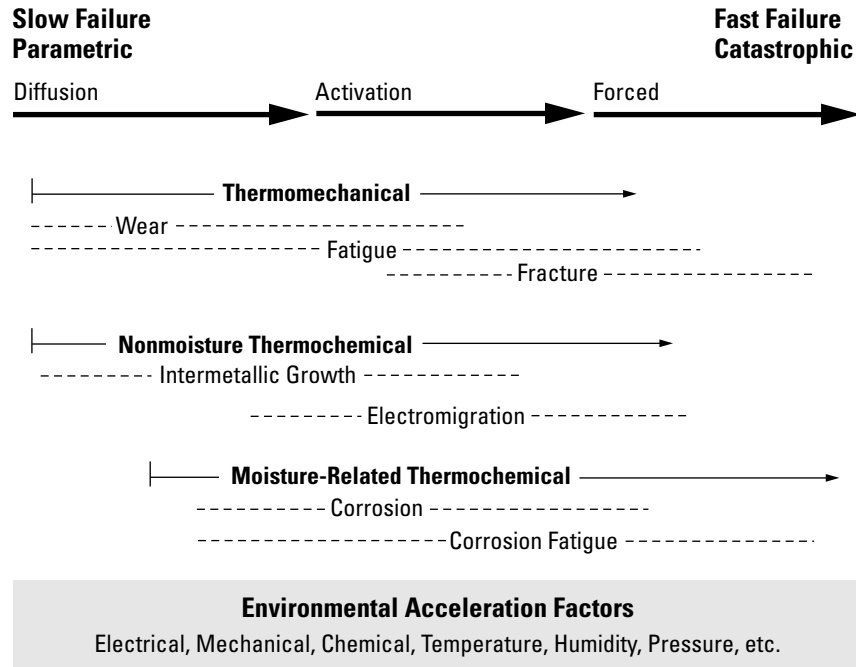 Slow Failure
Parametric
Fast Failure
Catastrophic
Diffusion
Activation
Forced
Thermomechanical
Wear
Fatigue
Fracture
Nonmoisture Thermochemical
Intermetallic Growth
Electromigration
Moisture-Related Thermochemical
Corrosion
Corrosion Fatigue
Environmental Acceleration Factors
Electrical, Mechanical, Chemical, Temperature, Humidity, Pressure, etc.